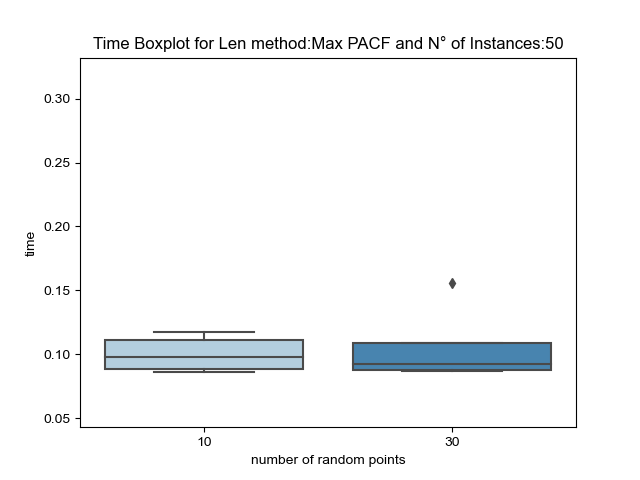 Time Boxplot for Len method:Max PACF and N° of Instances:50
0.30
0.25
0.20
0.15
0.10
0.05
time
10 30
number of random points